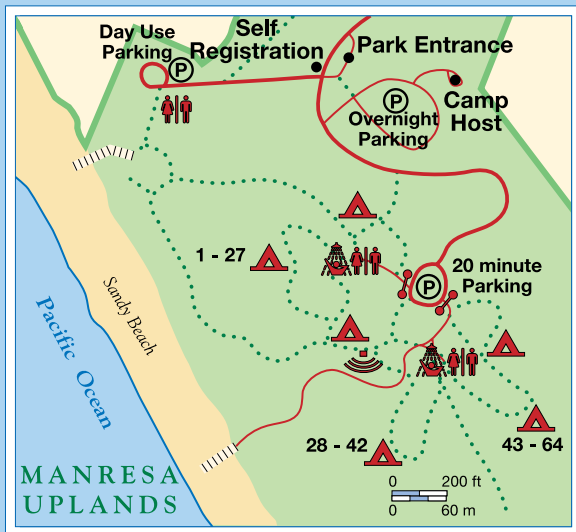 Day Use
Parking
P
Self
Registration
Park Entrance
P
Overnight
Parking
Camp
Host
1 - 27
20 minute
Parking
P
Sandy Beach
Pacific Ocean
28 - 42
43 - 64
MANRESA
UPLANDS
0 200 ft
0 60 m